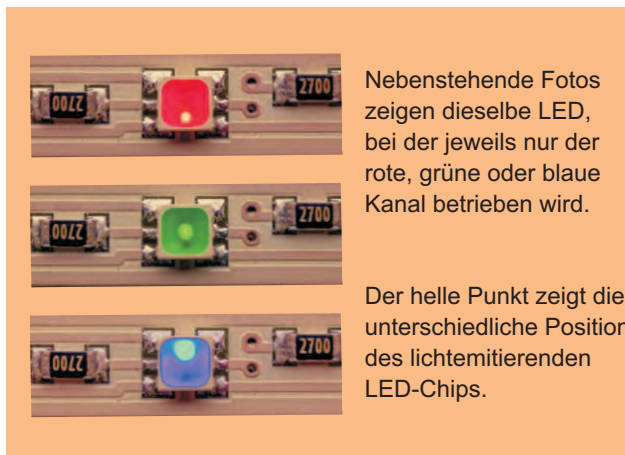 2700
2700
2700
2700
2700
2700
Nebenstehende Fotos
zeigen dieselbe LED,
bei der jeweils nur der
rote, grüne oder blaue
Kanal betrieben wird.
Der helle Punkt zeigt die
unterschiedliche Position
des lichtemitierenden
LED-Chips.